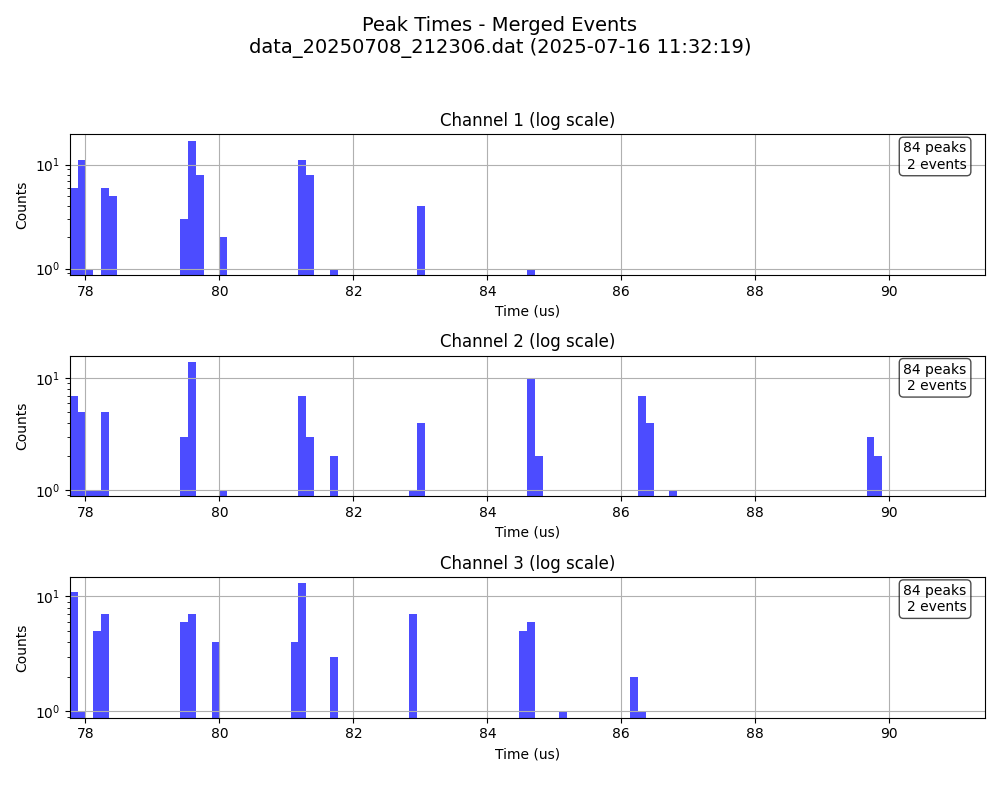 Peak Times - Merged Events
data_20250708_212306.dat (2025-07-16 11:32:19)
Channel 1 (log scale)
84 peaks
2 events
10¹
10⁰
Counts
78 80 82 84 86 88 90
Time (us)
Channel 2 (log scale)
84 peaks
2 events
10¹
10⁰
Counts
78 80 82 84 86 88 90
Time (us)
Channel 3 (log scale)
84 peaks
2 events
10¹
10⁰
Counts
78 80 82 84 86 88 90
Time (us)